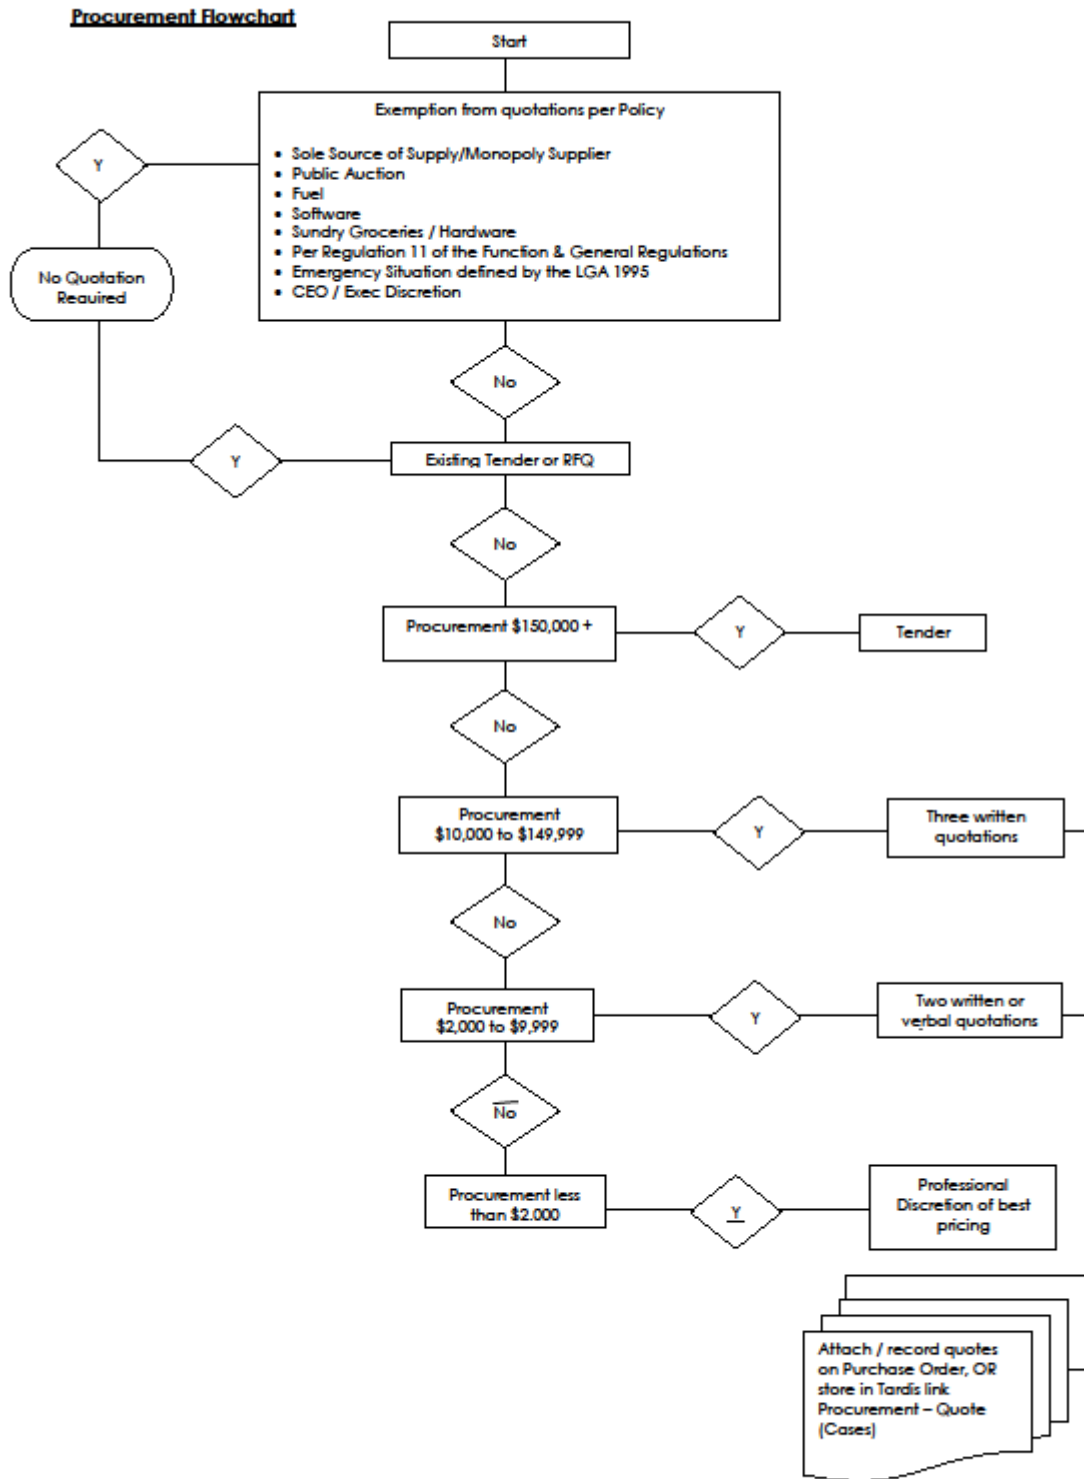 Procurement Flowchart
Start
Exemption from quotations per Policy
• Sole Source of Supply/Monopoly Supplier
• Public Auction
• Fuel
• Software
• Sundry Groceries / Hardware
• Per Regulation 11 of the Function & General Regulations
• Emergency Situation defined by the LGA 1995
• CEO / Exec Discretion
Y
No Quotation
Required
No
Y
Existing Tender or RFQ
No
Procurement $150,000 +
Y
Tender
No
Procurement
$10,000 to $149,999
Y
Three written
quotations
No
Procurement
$2,000 to $9,999
Y
Two written or
verbal quotations
No
Procurement less
than $2.000
Y
Professional
Discretion of best
pricing
Attach / record quotes
on Purchase Order, OR
store in Tardis link
Procurement – Quote
(Cases)